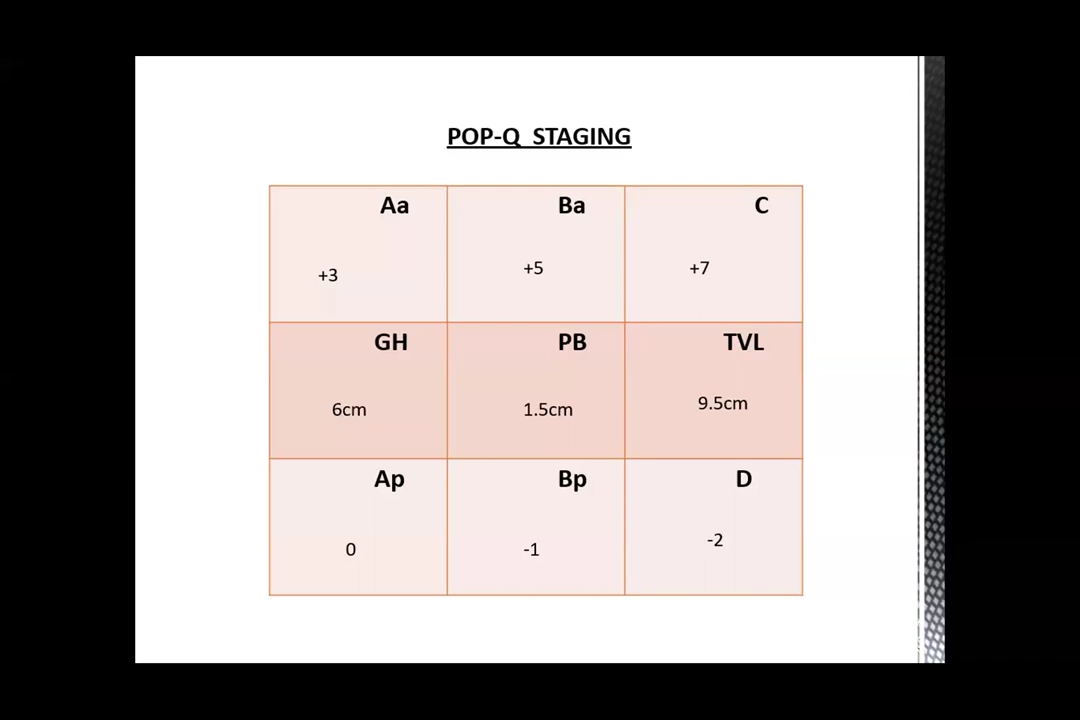 POP-Q STAGING
Aa Ba C
+3 +5 +7
GH PB TVL
6cm 1.5cm 9.5cm
Ap Bp D
0 -1 -2